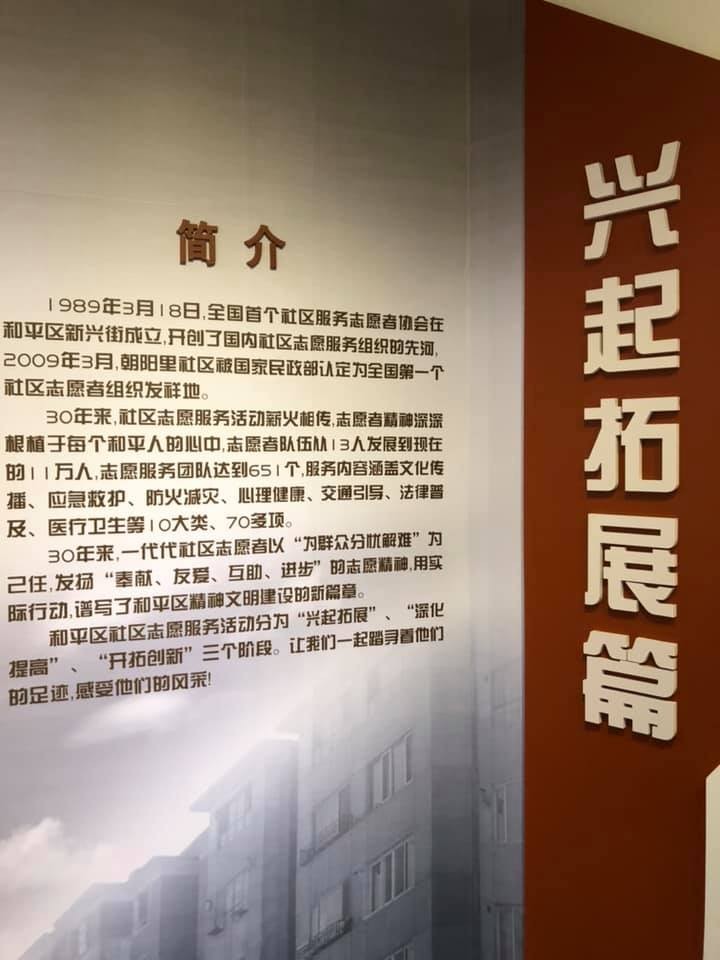 简介
1989年3月18日,全国首个社区服务志愿者协会在
和平区新兴街成立,开创了国内社区志愿服务组织的先河,
2009年3月,朝阳里社区被国家民政部认定为全国第一个
社区志愿者组织发祥地。
30年来,社区志愿服务活动薪火相传,志愿者精神深深
根植于每个和平人的心中,志愿者队伍从13人发展到现在
的11万人,志愿服务团队达到651个,服务内容涵盖文化传
播、应急救护、防火减灾、心理健康、交通引导、法律普
及、医疗卫生等10大类、70多项。
30年来,一代代社区志愿者以“为群众分忧解难”为
己任,发扬“奉献、友爱、互助、进步”的志愿精神,用实
际行动,谱写了和平区精神文明建设的新篇章。
和平区社区志愿服务活动分为“兴起拓展”、“深化
提高”、“开拓创新”三个阶段。让我们一起踏寻着他们
的足迹,感受他们的风采!
兴起拓展篇